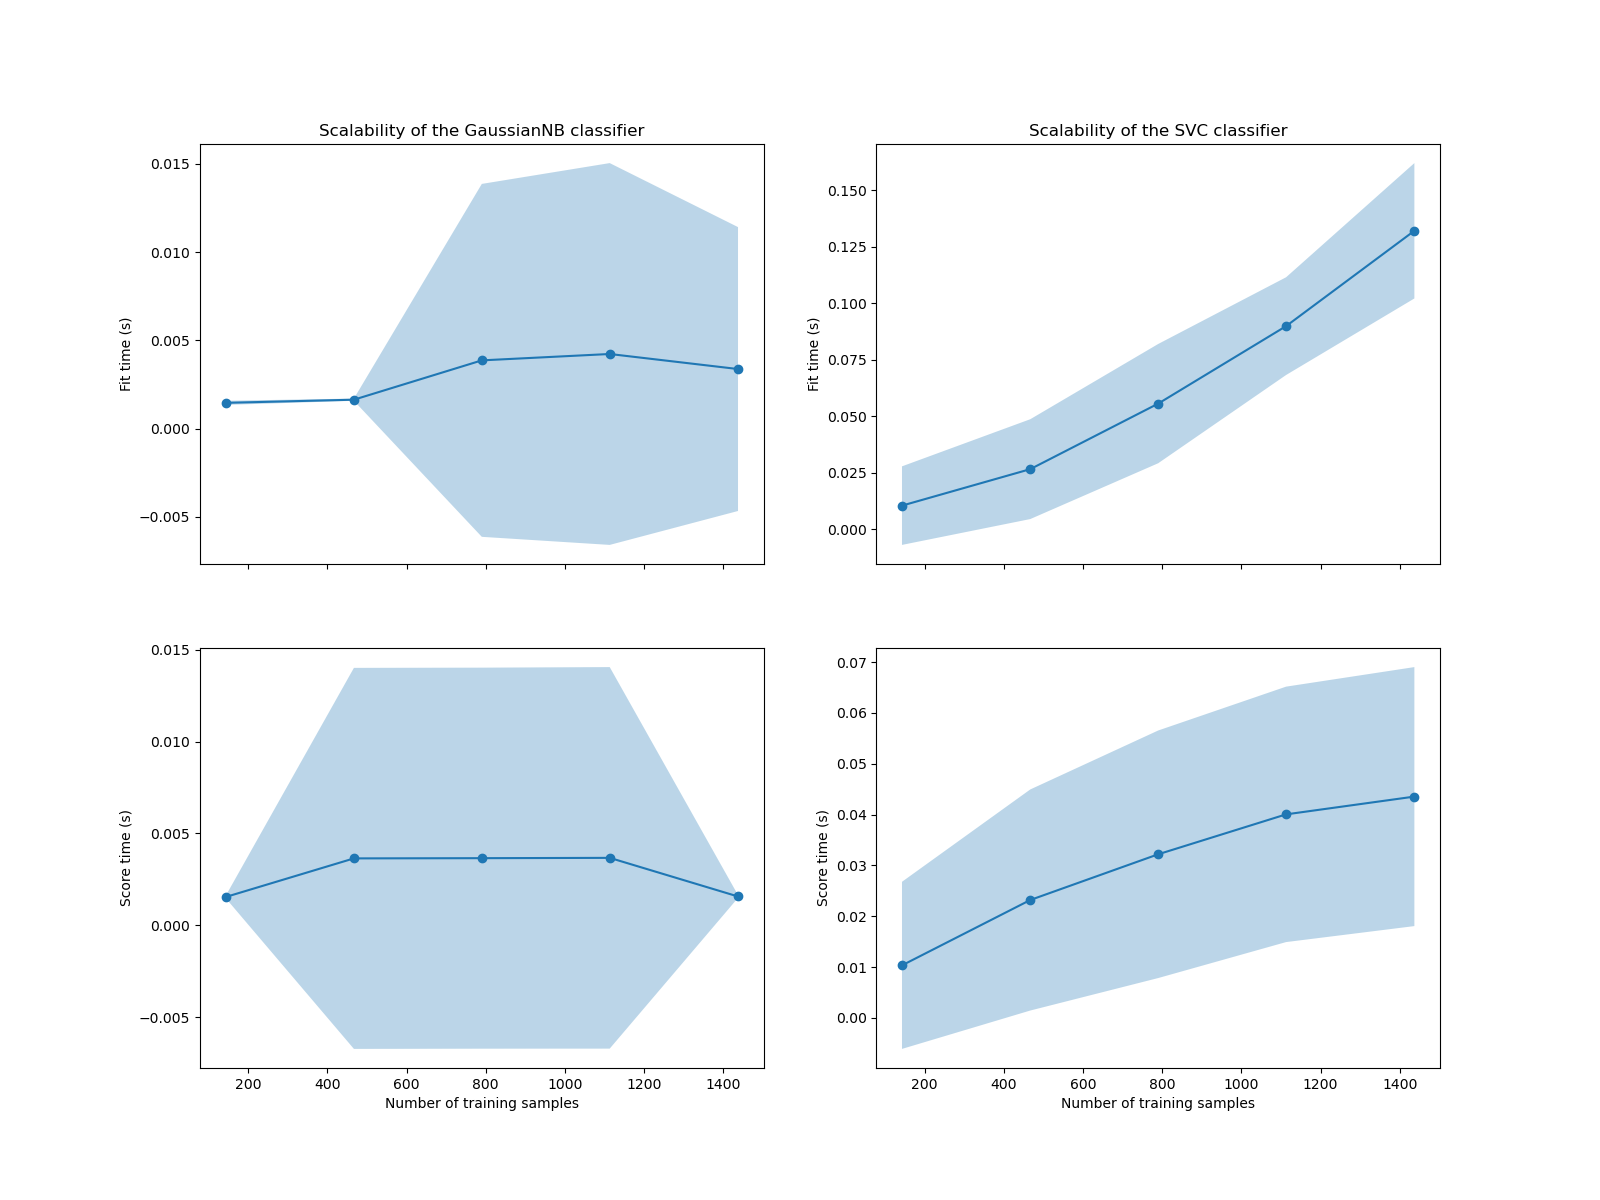 Scalability of the GaussianNB classifier
0.015
0.010
0.005
0.000
−0.005
Fit time (s)
Scalability of the SVC classifier
0.150
0.125
0.100
0.075
0.050
0.025
0.000
Fit time (s)
0.015
0.010
0.005
0.000
−0.005
Score time (s)
200 400 600 800 1000 1200 1400
Number of training samples
0.07
0.06
0.05
0.04
0.03
0.02
0.01
0.00
Score time (s)
200 400 600 800 1000 1200 1400
Number of training samples